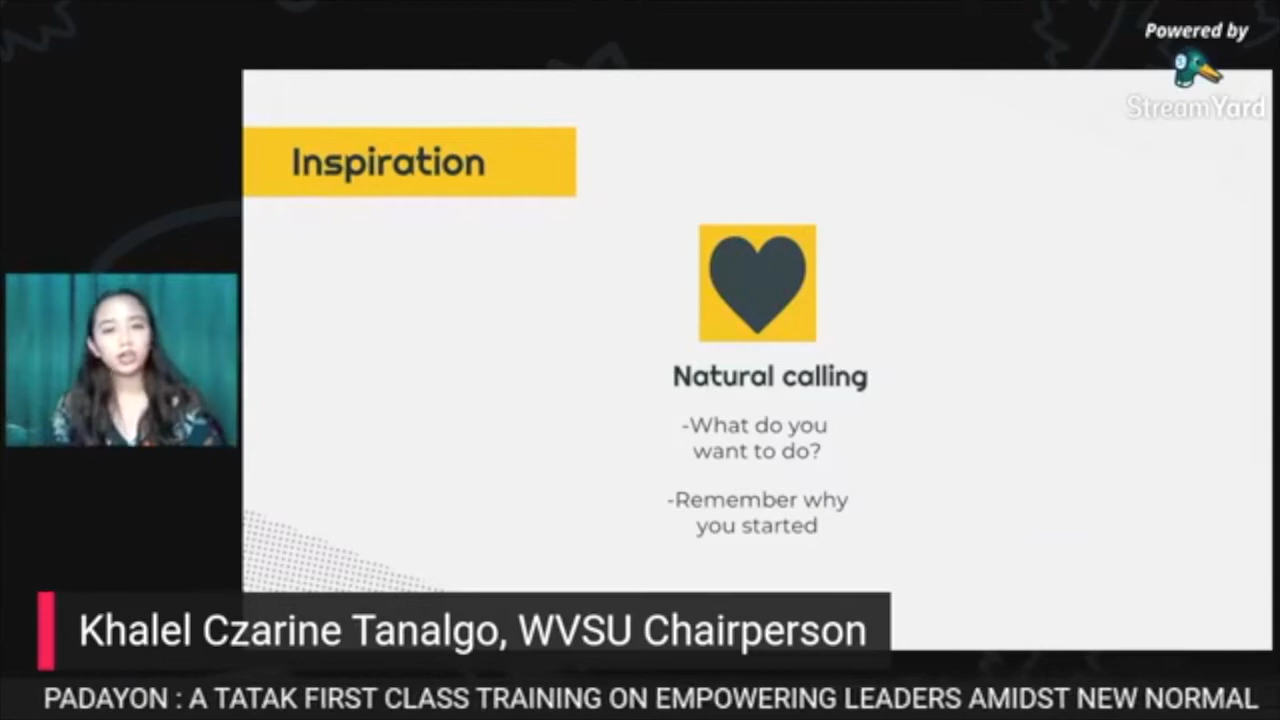 Powered by
StreamYard
Inspiration
Natural calling
-What do you
want to do?
-Remember why
you started
Khalel Czarine Tanalgo, WVSU Chairperson
PADAYON : A TATAK FIRST CLASS TRAINING ON EMPOWERING LEADERS AMIDST NEW NORMAL